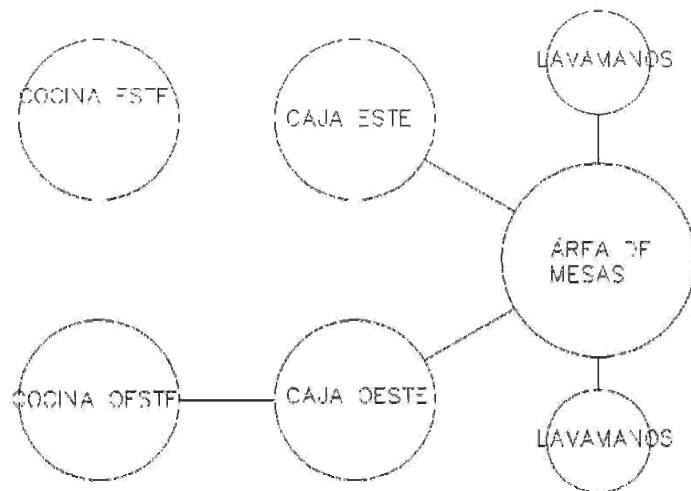 LAVAMANOS
COCINA ESTE
CAJA ESTE
ÁREA DE
MESAS
COCINA OESTE
CAJA OESTE
LAVAMANOS